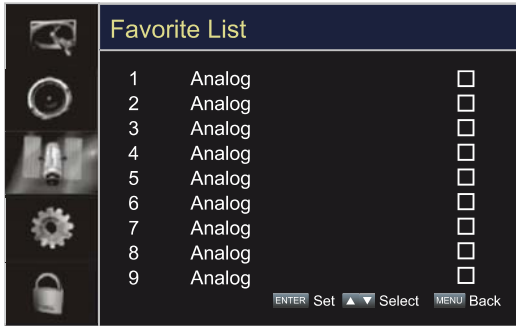 Favorite List
1 Analog
2 Analog
3 Analog
4 Analog
5 Analog
6 Analog
7 Analog
8 Analog
9 Analog
ENTER Set ▲ ▼ Select MENU Back